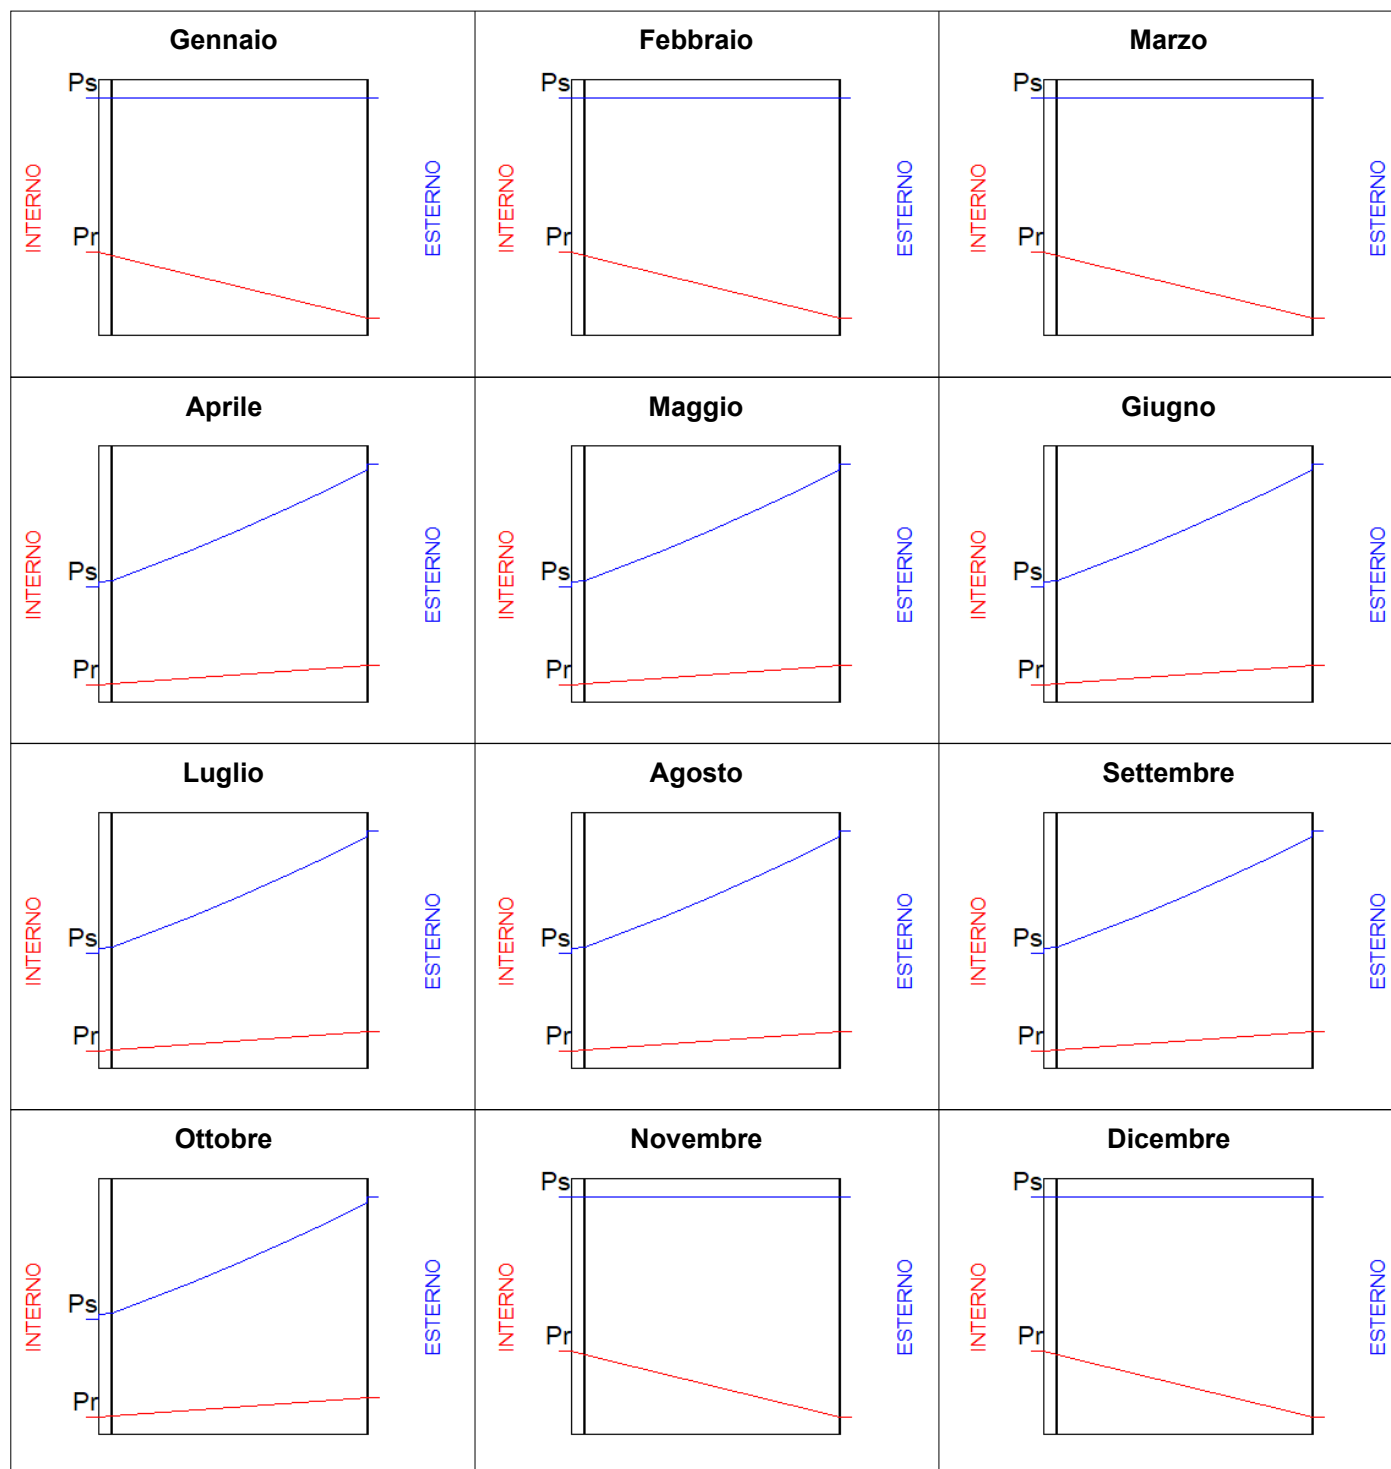 Gennaio
Ps
Pr
INTERNO
ESTERNO
Febbraio
Ps
Pr
INTERNO
ESTERNO
Marzo
Ps
Pr
INTERNO
ESTERNO
Aprile
Ps
Pr
INTERNO
ESTERNO
Maggio
Ps
Pr
INTERNO
ESTERNO
Giugno
Ps
Pr
INTERNO
ESTERNO
Luglio
Ps
Pr
INTERNO
ESTERNO
Agosto
Ps
Pr
INTERNO
ESTERNO
Settembre
Ps
Pr
INTERNO
ESTERNO
Ottobre
Ps
Pr
INTERNO
ESTERNO
Novembre
Ps
Pr
INTERNO
ESTERNO
Dicembre
Ps
Pr
INTERNO
ESTERNO